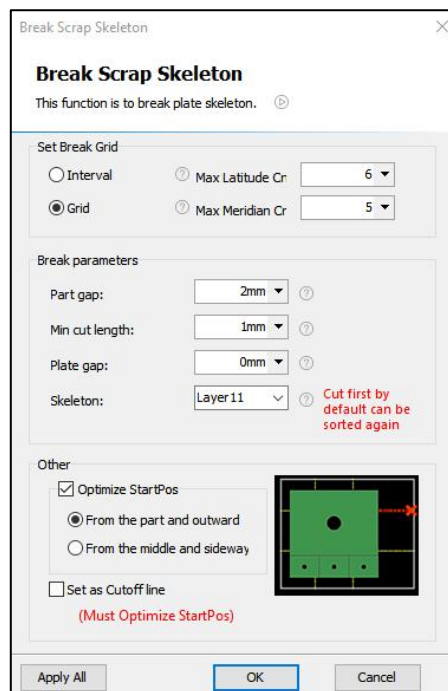 Break Scrap Skeleton
Break Scrap Skeleton
This function is to break plate skeleton.
Set Break Grid
Interval
? Max Latitude Cr
6
Grid
? Max Meridian Cr
5
Break parameters
Part gap:
2mm
?
Min cut length:
1mm
?
Plate gap:
0mm
?
Skeleton:
Layer11
?
Cut first by
default can be
sorted again
Other
Optimize StartPos
From the part and outward
From the middle and sideway
Set as Cutoff line
(Must Optimize StartPos)
Apply All
OK
Cancel